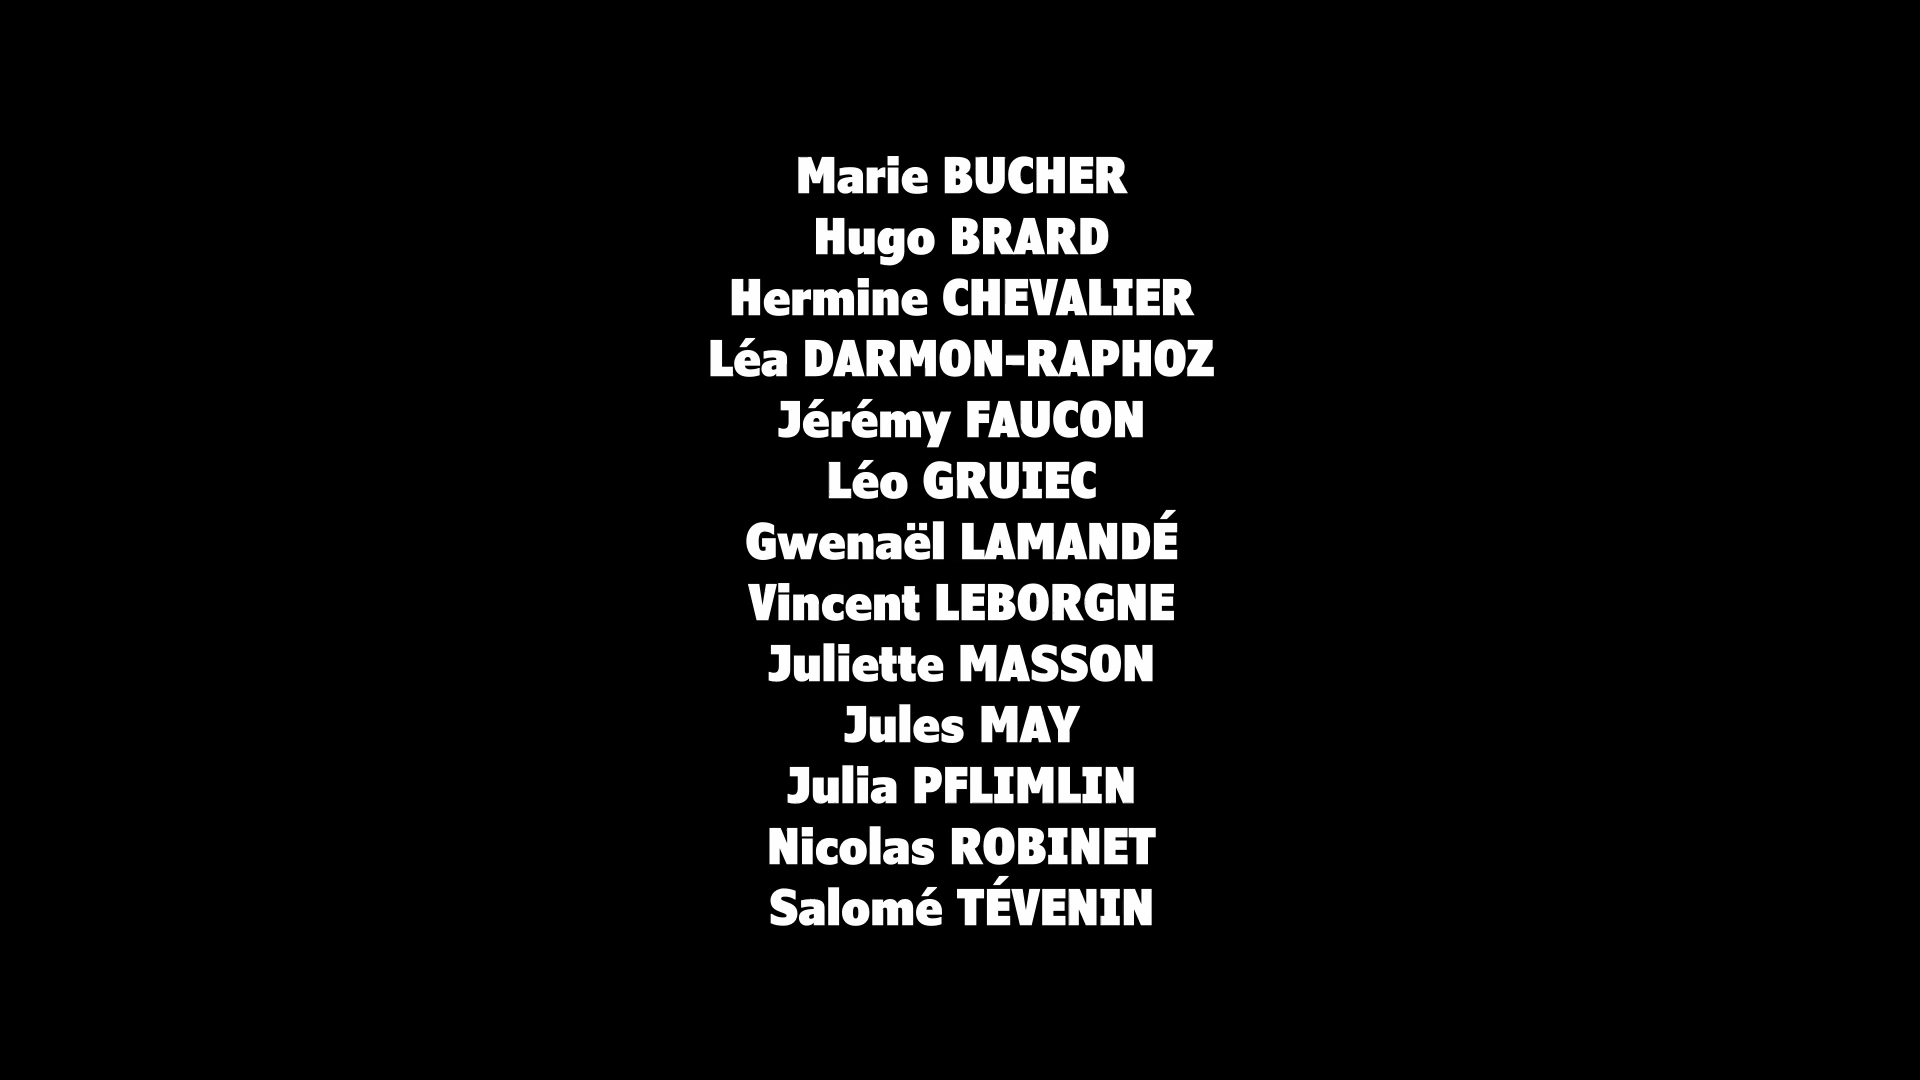 Marie BUCHER
Hugo BRARD
Hermine CHEVALIER
Léa DARMON-RAPHOZ
Jérémy FAUCON
Léo GRUIEC
Gwenaël LAMANDÉ
Vincent LEBORGNE
Juliette MASSON
Jules MAY
Julia PFLIMLIN
Nicolas ROBINET
Salomé TÉVENIN